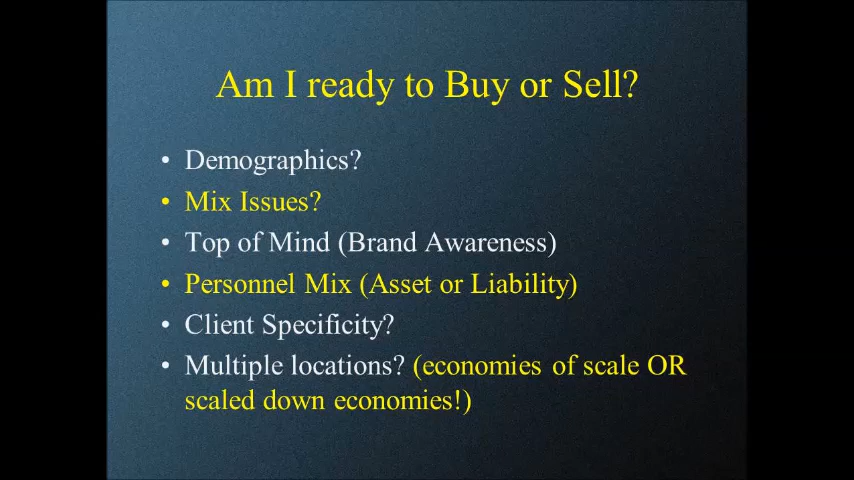 Am I ready to Buy or Sell?
• Demographics?
• Mix Issues?
• Top of Mind (Brand Awareness)
• Personnel Mix (Asset or Liability)
• Client Specificity?
• Multiple locations? (economies of scale OR
scaled down economies!)